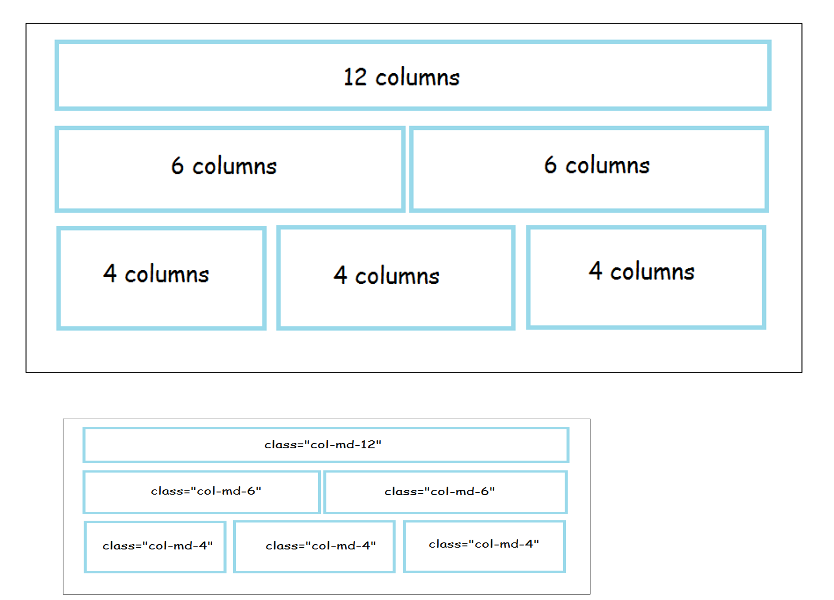 12 columns
6 columns 6 columns
4 columns 4 columns 4 columns
class="col-md-12"
class="col-md-6" class="col-md-6"
class="col-md-4" class="col-md-4" class="col-md-4"